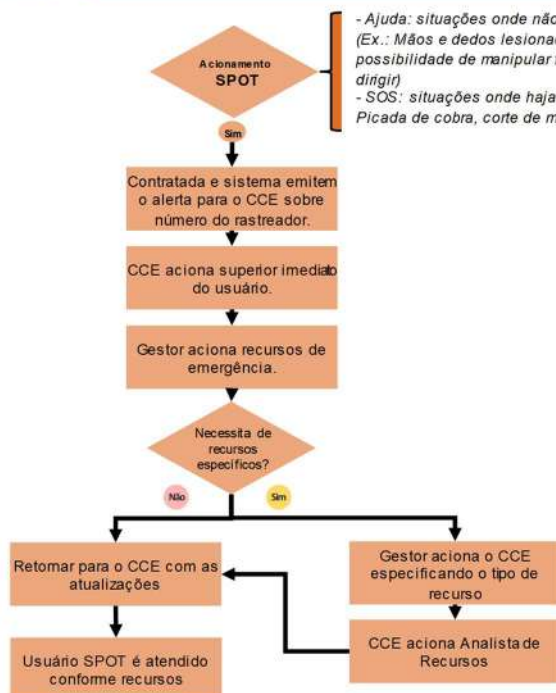 Acionamento
SPOT
- Ajuda: situações onde não
(Ex.: Mãos e dedos
possibilidade de manipular
dirigir)
- SOS: situações onde haja
Picada de cobra, corte de
Sim
Contratada e sistema emitem
o alerta para o CCE sobre
número do rastreador.
CCE aciona superior imediato
do usuário.
Gestor aciona recursos de
emergência.
Necessita de
recursos
específicos?
Não
Sim
Retornar para o CCE com as
atualizações
Gestor aciona o CCE
especificando o tipo de
recurso
Usuário SPOT é atendido
conforme recursos
CCE aciona Analista de
Recursos